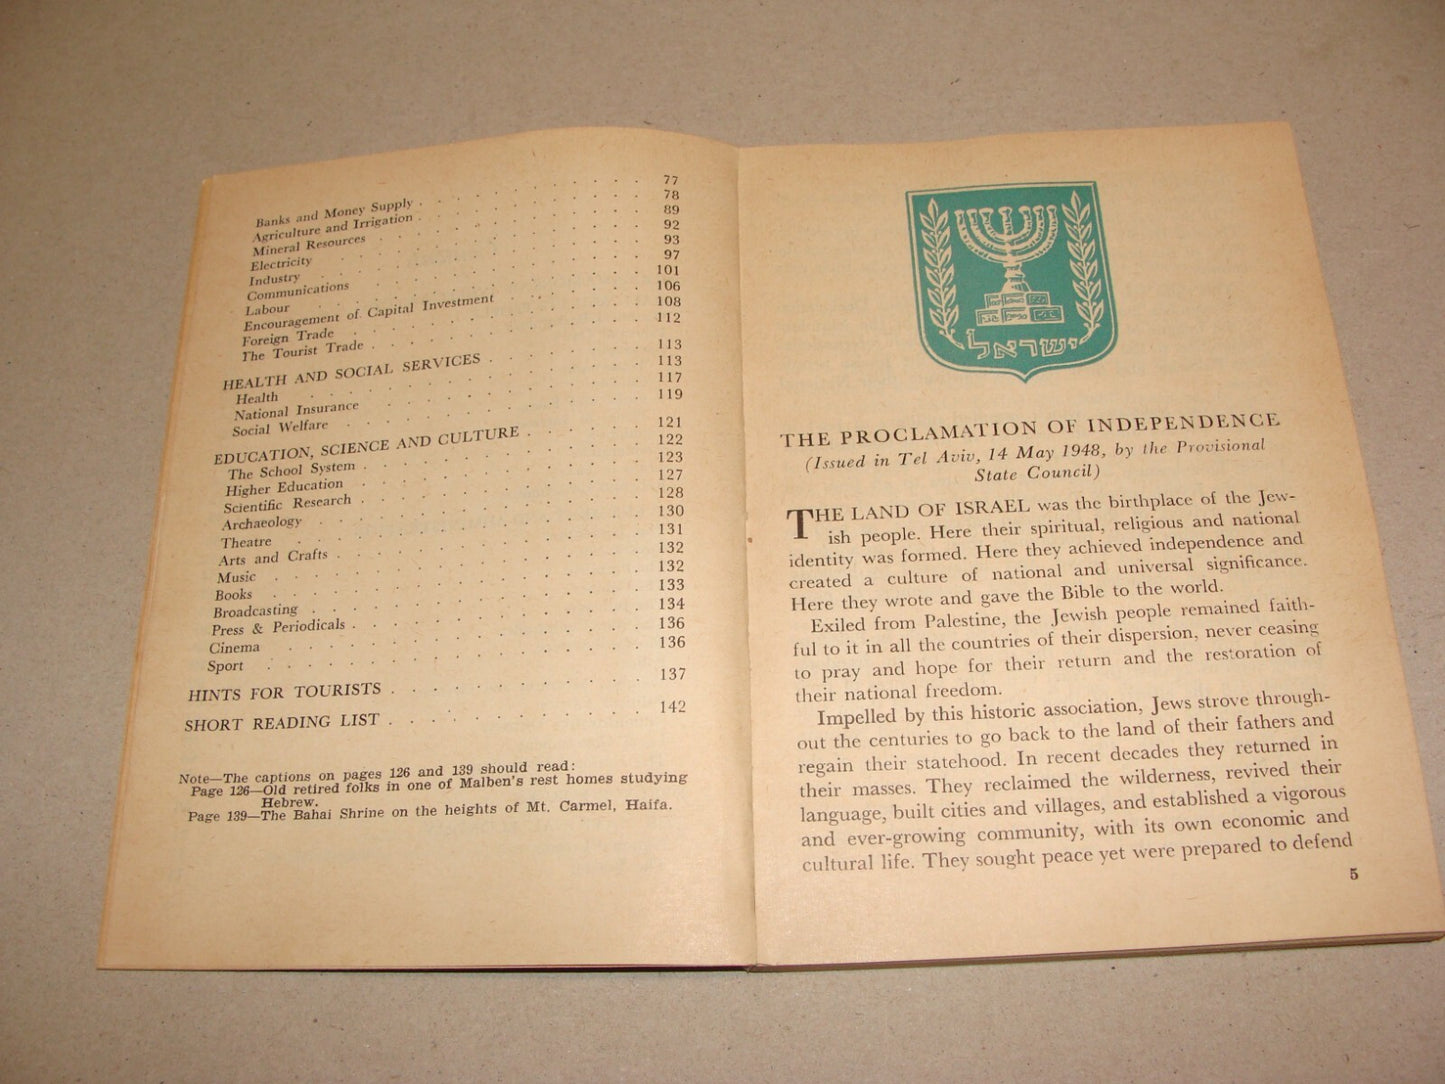 Banks and Money Supply . . . . . . . . . . 77
Agriculture and Irrigation . . . . . . . . . . 78
Mineral Resources . . . . . . . . . . 89
Electricity . . . . . . . . . . 92
Industry . . . . . . . . . . 93
Communications . . . . . . . . . . 97
Labour . . . . . . . . . . 101
Encouragement of Capital Investment . . . . . . 106
Foreign Trade . . . . . . . . . . 108
The Tourist Trade . . . . . . . . . . 112
HEALTH AND SOCIAL SERVICES . . . . . . 113
Health . . . . . . . . . . 113
National Insurance . . . . . . . . . . 117
Social Welfare . . . . . . . . . . 119
EDUCATION, SCIENCE AND CULTURE . . . . . 121
The School System . . . . . . . . . . 122
Higher Education . . . . . . . . . . 123
Scientific Research . . . . . . . . . . 127
Archaeology . . . . . . . . . . 128
Theatre . . . . . . . . . . 130
Arts and Crafts . . . . . . . . . . 131
Music . . . . . . . . . . 132
Books . . . . . . . . . . 132
Broadcasting . . . . . . . . . . 133
Press & Periodicals . . . . . . . . . . 134
Cinema . . . . . . . . . . 136
Sport . . . . . . . . . . 136
HINTS FOR TOURISTS . . . . . . . . . 137
SHORT READING LIST . . . . . . . . . 142
Note—The captions on pages 126 and 139 should read:
Page 126—Old retired folks in one of Malben's rest homes studying
Hebrew.
Page 139—The Bahai Shrine on the heights of Mt. Carmel, Haifa.
ישראל
THE PROCLAMATION OF INDEPENDENCE
(Issued in Tel Aviv, 14 May 1948, by the Provisional
State Council)
THE LAND OF ISRAEL was the birthplace of the Jew-
ish people. Here their spiritual, religious and national
identity was formed. Here they achieved independence and
created a culture of national and universal significance.
Here they wrote and gave the Bible to the world.
Exiled from Palestine, the Jewish people remained faith-
ful to it in all the countries of their dispersion, never ceasing
to pray and hope for their return and the restoration of
their national freedom.
Impelled by this historic association, Jews strove through-
out the centuries to go back to the land of their fathers and
regain their statehood. In recent decades they returned in
their masses. They reclaimed the wilderness, revived their
language, built cities and villages, and established a vigorous
and ever-growing community, with its own economic and
cultural life. They sought peace yet were prepared to defend
5